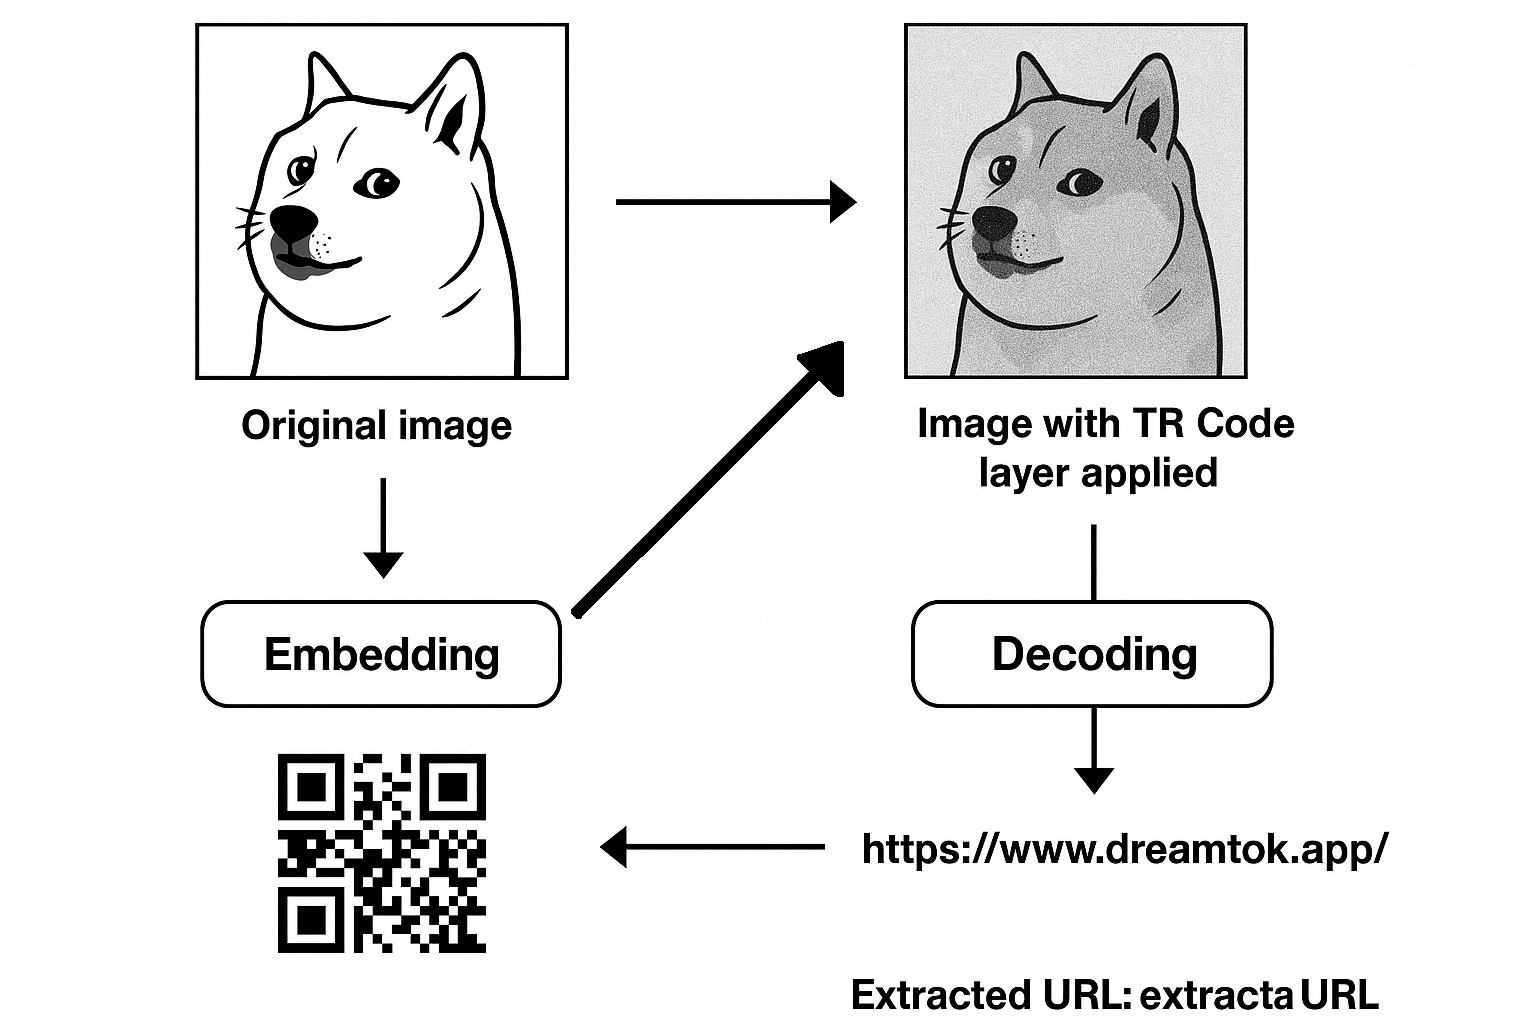 Original image
Image with TR Code
layer applied
Embedding
Decoding
https://www.dreamtok.app/
Extracted URL: extracta URL